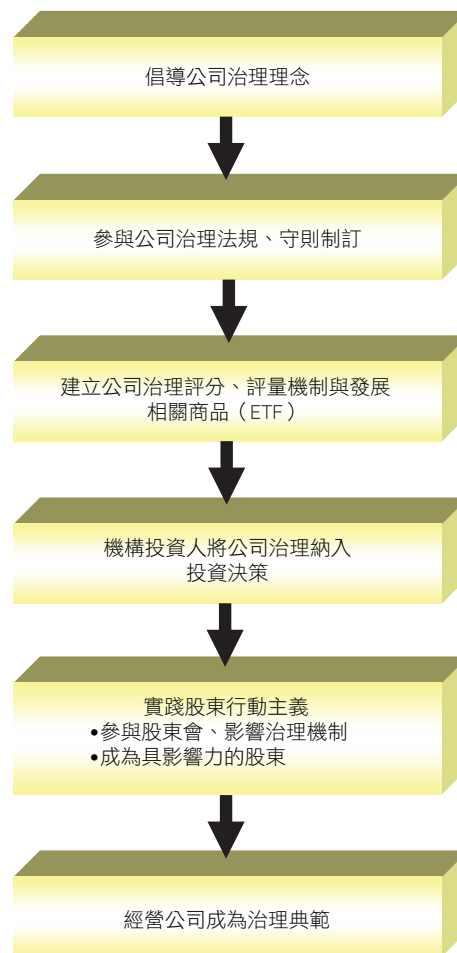 倡導公司治理理念
參與公司治理法規、守則制訂
建立公司治理評分、評量機制與發展
相關商品（ETF）
機構投資人將公司治理納入
投資決策
實踐股東行動主義
•參與股東會、影響治理機制
•成為具影響力的股東
經營公司成為治理典範